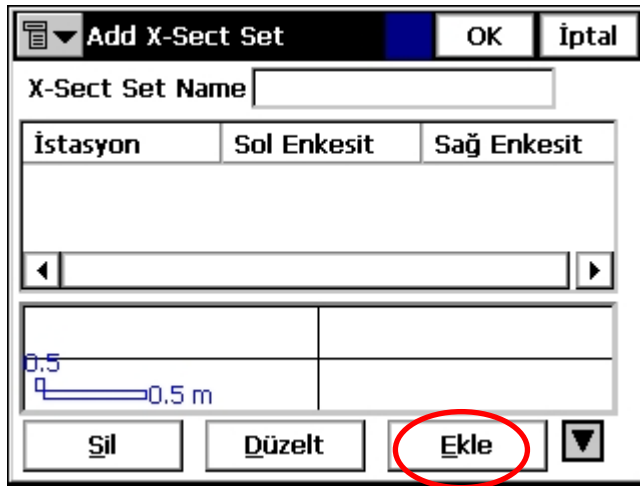 Add X-Sect Set OK İptal
X-Sect Set Name
İstasyon Sol Enkesit Sağ Enkesit
0.5
0.5 m
Sil Düzelt Ekle